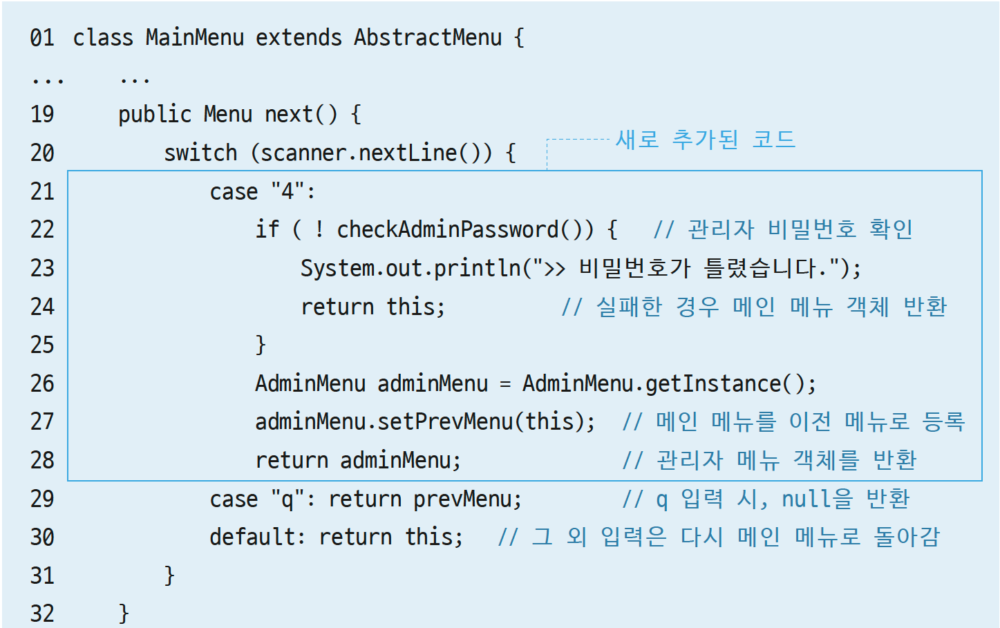 01 class MainMenu extends AbstractMenu {
... ...
19 public Menu next() {
20 switch (scanner.nextLine()) {
새로 추가된 코드
21 case "4":
22 if ( ! checkAdminPassword()) { // 관리자 비밀번호 확인
23 System.out.println(">> 비밀번호가 틀렸습니다.");
24 return this; // 실패한 경우 메인 메뉴 객체 반환
25 }
26 AdminMenu adminMenu = AdminMenu.getInstance();
27 adminMenu.setPrevMenu(this); // 메인 메뉴를 이전 메뉴로 등록
28 return adminMenu; // 관리자 메뉴 객체를 반환
29 case "q": return prevMenu; // q 입력 시, null을 반환
30 default: return this; // 그 외 입력은 다시 메인 메뉴로 돌아감
31 }
32 }